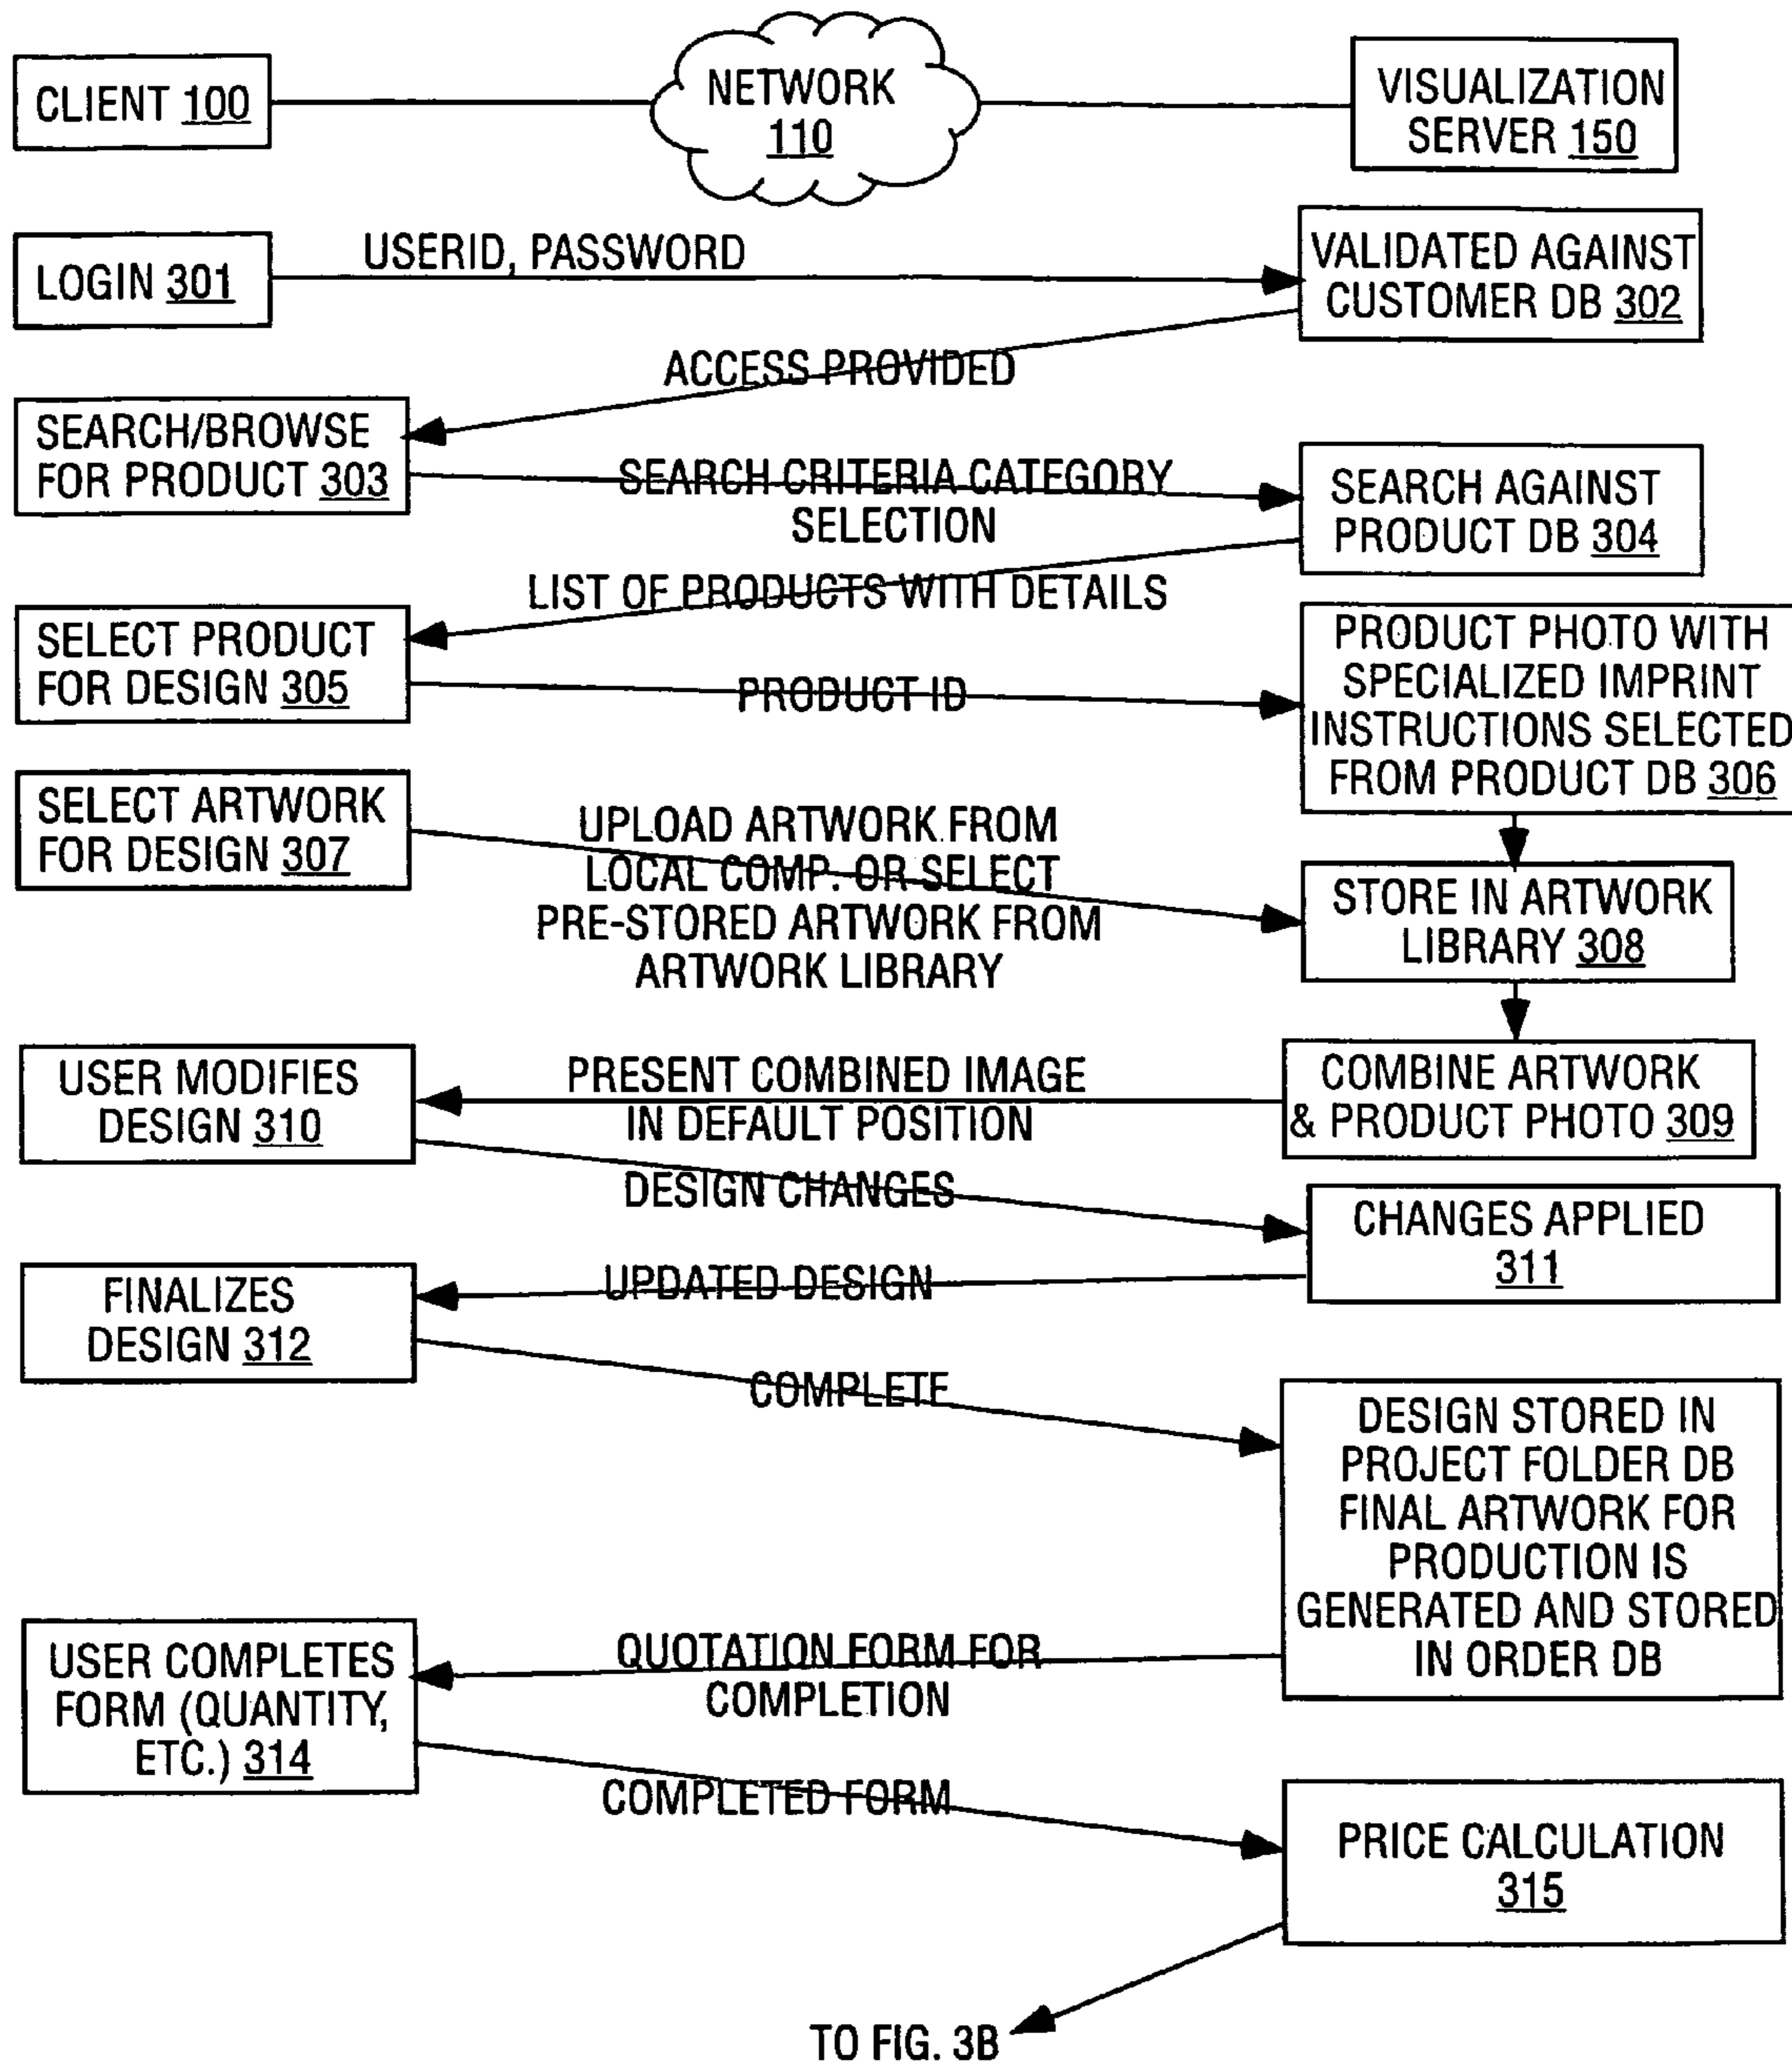 CLIENT 100
NETWORK
110
VISUALIZATION
SERVER 150
LOGIN 301
USERID, PASSWORD
VALIDATED AGAINST
CUSTOMER DB 302
ACCESS PROVIDED
SEARCH/BROWSE
FOR PRODUCT 303
SEARCH CRITERIA CATEGORY
SELECTION
SEARCH AGAINST
PRODUCT DB 304
LIST OF PRODUCTS WITH DETAILS
SELECT PRODUCT
FOR DESIGN 305
PRODUCT ID
PRODUCT PHOTO WITH
SPECIALIZED IMPRINT
INSTRUCTIONS SELECTED
FROM PRODUCT DB 306
SELECT ARTWORK
FOR DESIGN 307
UPLOAD ARTWORK FROM
LOCAL COMP. OR SELECT
PRE-STORED ARTWORK FROM
ARTWORK LIBRARY
STORE IN ARTWORK
LIBRARY 308
USER MODIFIES
DESIGN 310
PRESENT COMBINED IMAGE
IN DEFAULT POSITION
COMBINE ARTWORK
& PRODUCT PHOTO 309
DESIGN CHANGES
CHANGES APPLIED
311
FINALIZES
DESIGN 312
UPDATED DESIGN
COMPLETE
DESIGN STORED IN
PROJECT FOLDER DB
FINAL ARTWORK FOR
PRODUCTION IS
GENERATED AND STORED
IN ORDER DB
USER COMPLETES
FORM (QUANTITY,
ETC.) 314
QUOTATION FORM FOR
COMPLETION
COMPLETED FORM
PRICE CALCULATION
315
TO FIG. 3B